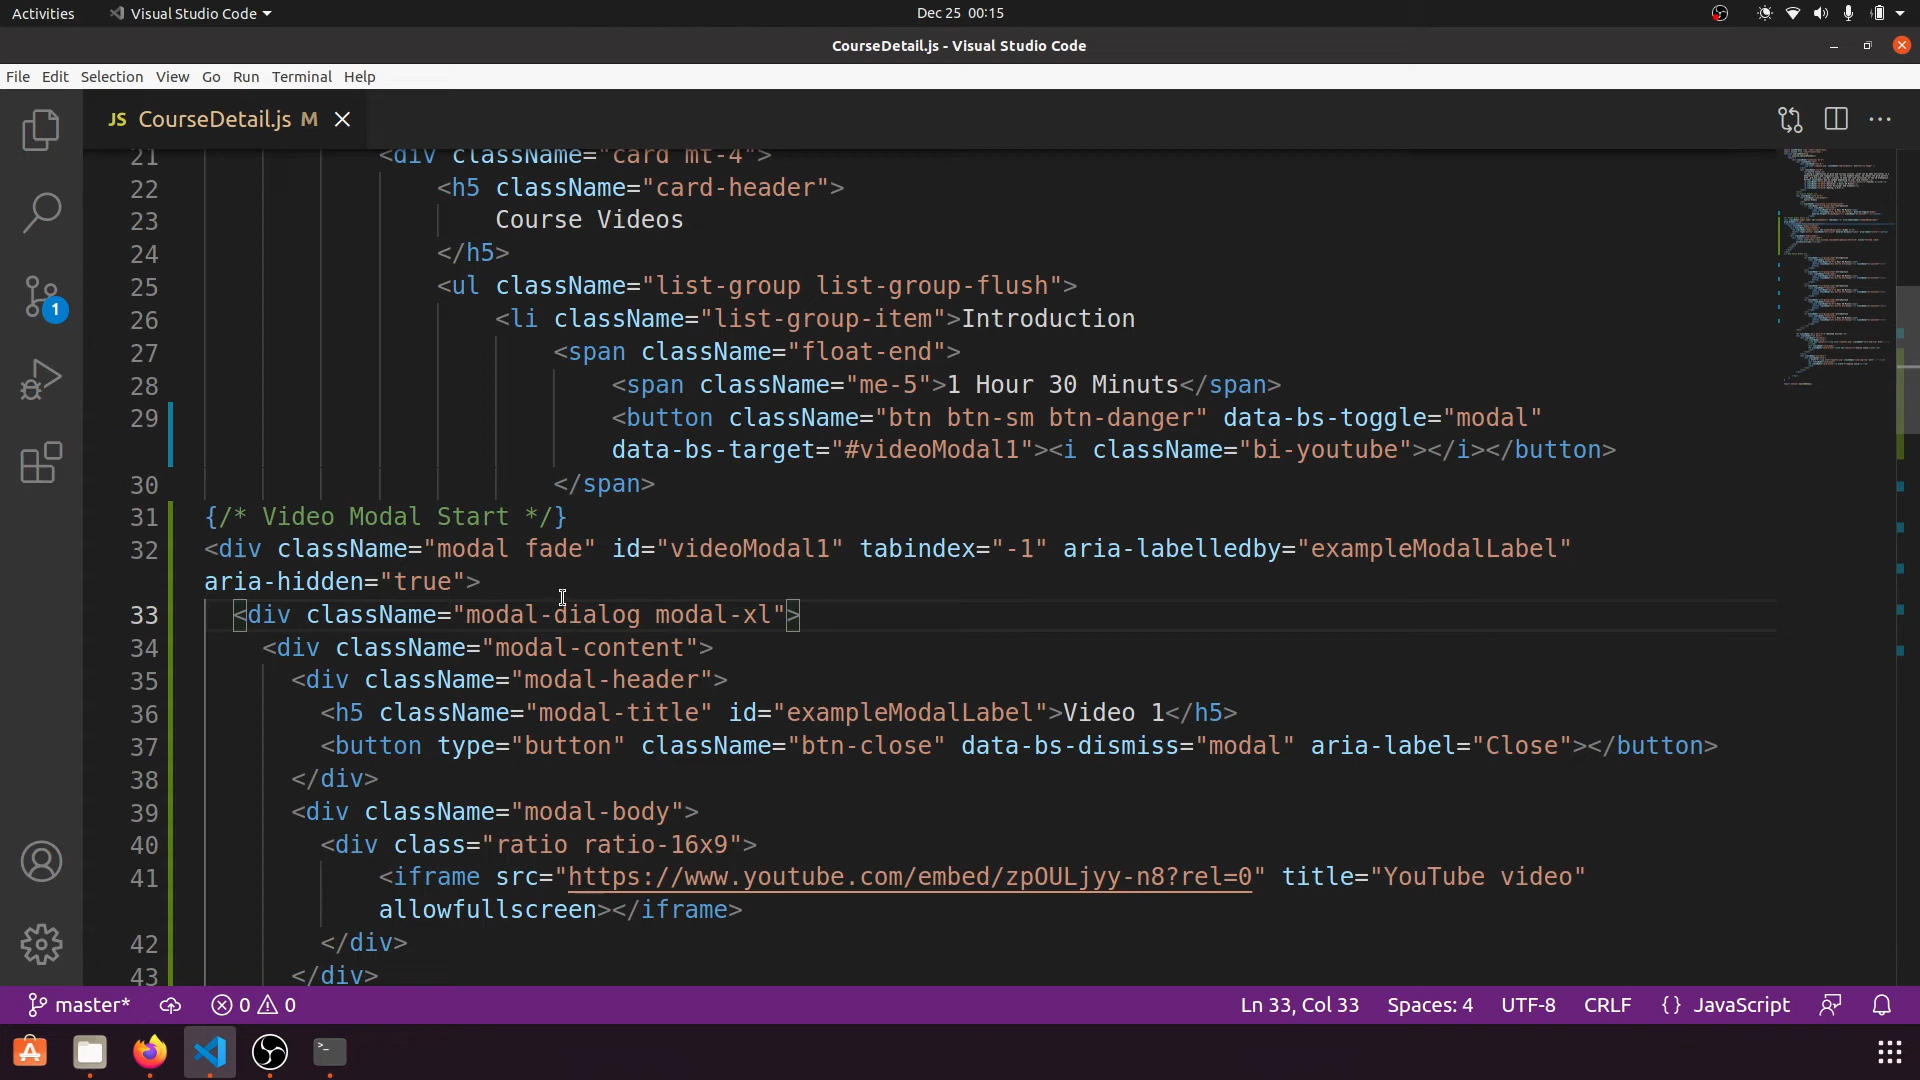 Activities Visual Studio Code Dec 25 00:15
CourseDetail.js - Visual Studio Code
File Edit Selection View Go Run Terminal Help
JS CourseDetail.js M
21 <div className="card mt-4">
22 <h5 className="card-header">
23 Course Videos
24 </h5>
25 <ul className="list-group list-group-flush">
26 <li className="list-group-item">Introduction
27 <span className="float-end">
28 <span className="me-5">1 Hour 30 Minuts</span>
29 <button className="btn btn-sm btn-danger" data-bs-toggle="modal"
data-bs-target="#videoModal1"><i className="bi-youtube"></i></button>
30 </span>
31 {/* Video Modal Start */}
32 <div className="modal fade" id="videoModal1" tabindex="-1" aria-labelledby="exampleModalLabel"
aria-hidden="true">
33 <div className="modal-dialog modal-xl">
34 <div className="modal-content">
35 <div className="modal-header">
36 <h5 className="modal-title" id="exampleModalLabel">Video 1</h5>
37 <button type="button" className="btn-close" data-bs-dismiss="modal" aria-label="Close"></button>
38 </div>
39 <div className="modal-body">
40 <div class="ratio ratio-16x9">
41 <iframe src="https://www.youtube.com/embed/zpOULjyy-n8?rel=0" title="YouTube video"
allowfullscreen></iframe>
42 </div>
43 </div>
1
master* 0 0 Ln 33, Col 33 Spaces: 4 UTF-8 CRLF {} JavaScript